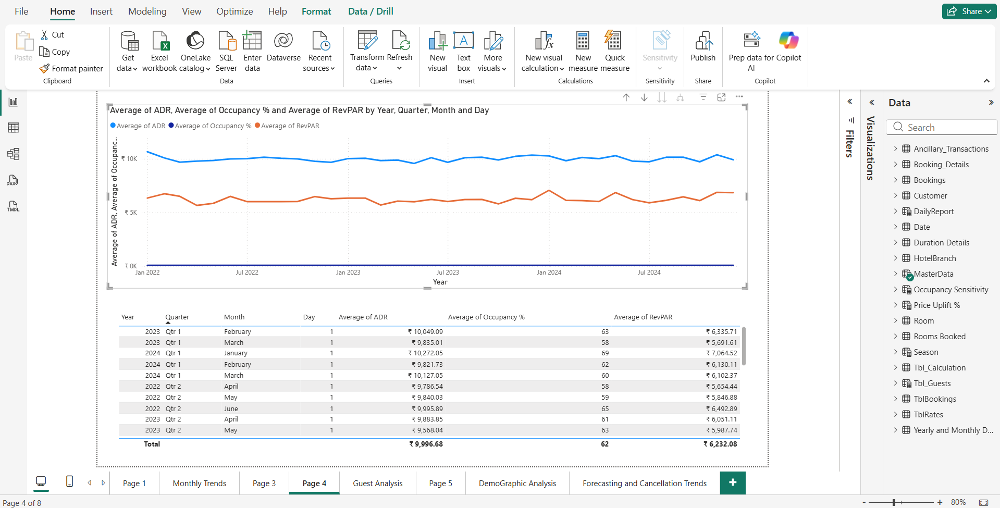 File Home Insert Modeling View Optimize Help Format Data / Drill Share
Paste
Cut
Copy
Format painter
Clipboard
Get data
Excel workbook
OneLake catalog
SQL Server
Enter data
Dataverse
Recent sources
Data
Transform data
Refresh
Queries
New visual
Text box
More visuals
Insert
New visual calculation
New measure
Quick measure
Calculations
Sensitivity
Sensitivity
Publish
Share
Prep data for AI
Copilot
Copilot
DAX
TMDL
Average of ADR, Average of Occupancy % and Average of RevPAR by Year, Quarter, Month and Day
Average of ADR Average of Occupancy % Average of RevPAR
Average of ADR, Average of Occupanc...
₹ 10K
₹ 5K
₹ 0K
Jan 2022 Jul 2022 Jan 2023 Jul 2023 Jan 2024 Jul 2024
Year
Year Quarter Month Day Average of ADR Average of Occupancy % Average of RevPAR
2023 Qtr 1 February 1 ₹ 10,049.09 63 ₹ 6,335.71
2023 Qtr 1 March 1 ₹ 9,835.01 58 ₹ 5,691.61
2024 Qtr 1 January 1 ₹ 10,272.05 69 ₹ 7,064.52
2024 Qtr 1 February 1 ₹ 9,821.73 62 ₹ 6,130.11
2024 Qtr 1 March 1 ₹ 10,127.05 60 ₹ 6,102.37
2022 Qtr 2 April 1 ₹ 9,786.54 58 ₹ 5,654.44
2022 Qtr 2 May 1 ₹ 9,840.03 59 ₹ 5,846.88
2022 Qtr 2 June 1 ₹ 9,995.89 65 ₹ 6,492.89
2023 Qtr 2 April 1 ₹ 9,883.85 61 ₹ 6,051.11
2023 Qtr 2 May 1 ₹ 9,568.04 63 ₹ 5,987.74
Total ₹ 9,996.68 62 ₹ 6,232.08
Filters
Visualizations
Data
Search
Ancillary_Transactions
Booking_Details
Bookings
Customer
DailyReport
Date
Duration Details
HotelBranch
MasterData
Occupancy Sensitivity
Price Uplift %
Room
Rooms Booked
Season
Tbl_Calculation
Tbl_Guests
TblBookings
TblRates
Yearly and Monthly D...
Page 1 Monthly Trends Page 3 Page 4 Guest Analysis Page 5 DemoGraphic Analysis Forecasting and Cancellation Trends +
Page 4 of 8
- + 80%